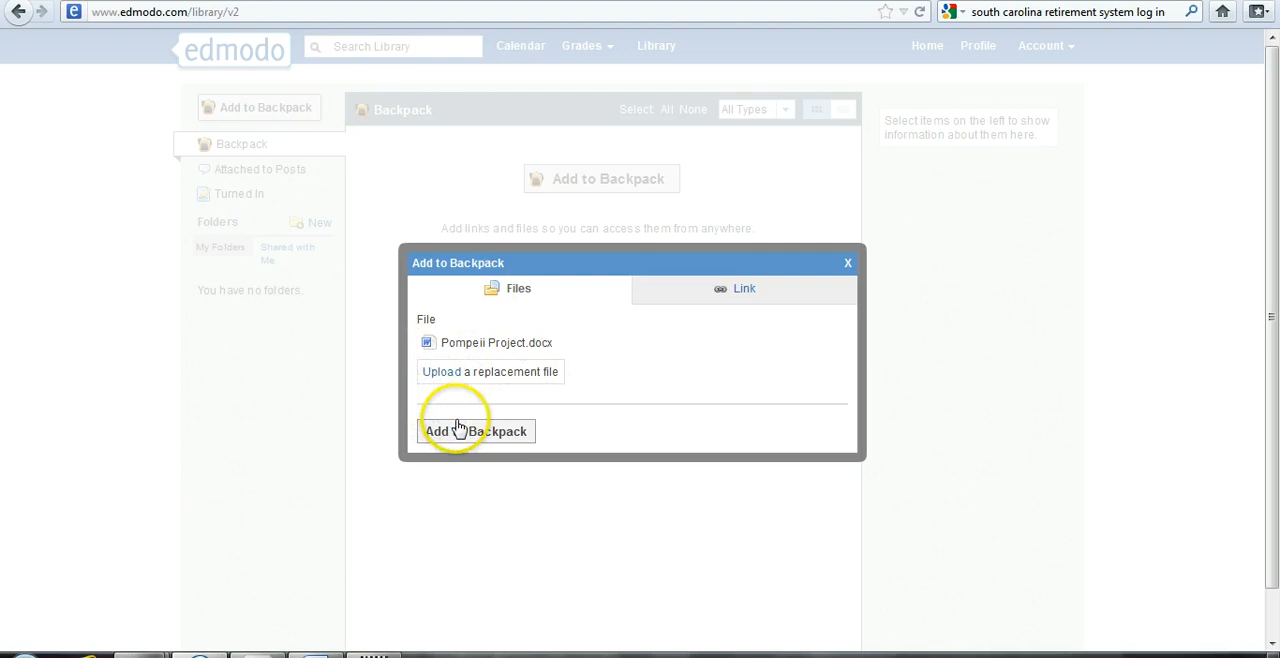 www.edmodo.com/library/v2
south carolina retirement system log in
edmodo
Search Library
Calendar
Grades
Library
Home
Profile
Account
Add to Backpack
Backpack
Attached to Posts
Turned In
Folders
New
My Folders
Shared with
Me
You have no folders.
Backpack
Select: All None
All Types
Add to Backpack
Add links and files so you can access them from anywhere.
Select items on the left to show
information about them here.
Add to Backpack
X
Files
Link
File
Pompeii Project.docx
Upload a replacement file
Add to Backpack